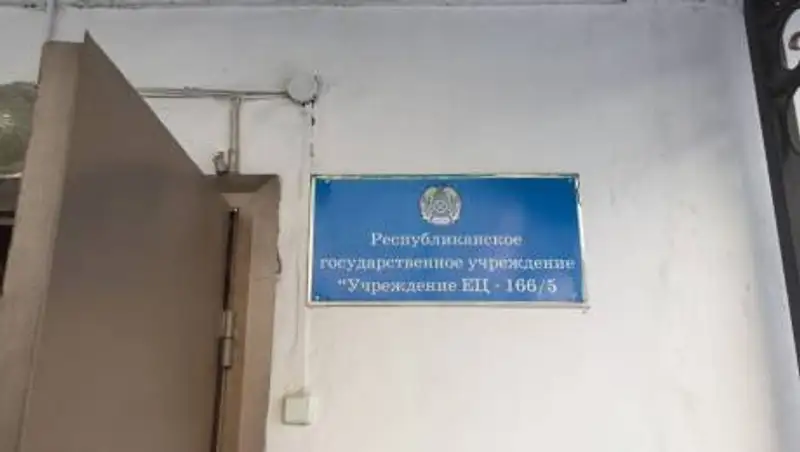 Республиканское
государственное учреждение
"Учреждение ЕЦ - 166/5